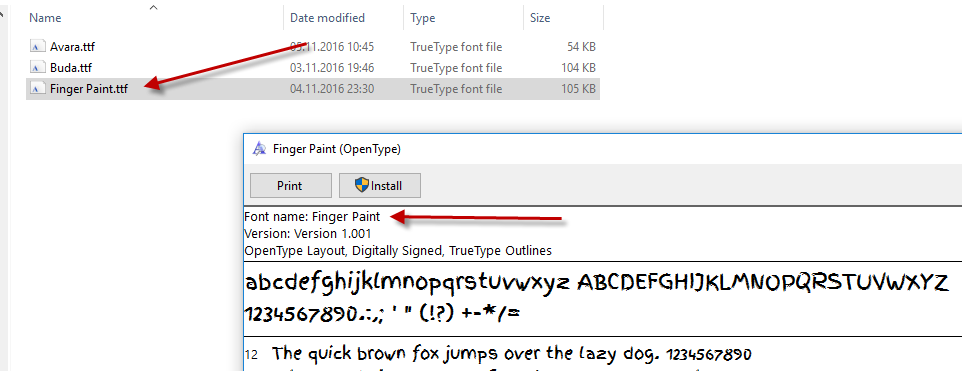 Name Date modified Type Size
Avara.ttf 05.11.2016 10:45 TrueType font file 54 KB
Buda.ttf 03.11.2016 19:46 TrueType font file 104 KB
Finger Paint.ttf 04.11.2016 23:30 TrueType font file 105 KB
Finger Paint (OpenType)
Print Install
Font name: Finger Paint
Version: Version 1.001
OpenType Layout, Digitally Signed, TrueType Outlines
abcdefghijklmnopqrstuvwxyz ABCDEFGHIJKLMNOPQRSTUVWXYZ
1234567890.:,; ' " (!?) +-*/=
12 The quick brown fox jumps over the lazy dog. 1234567890